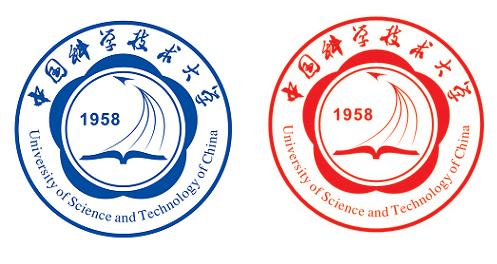 中国科学技术大学
1958
University of Science and Technology of China
中国科学技术大学
1958
University of Science and Technology of China